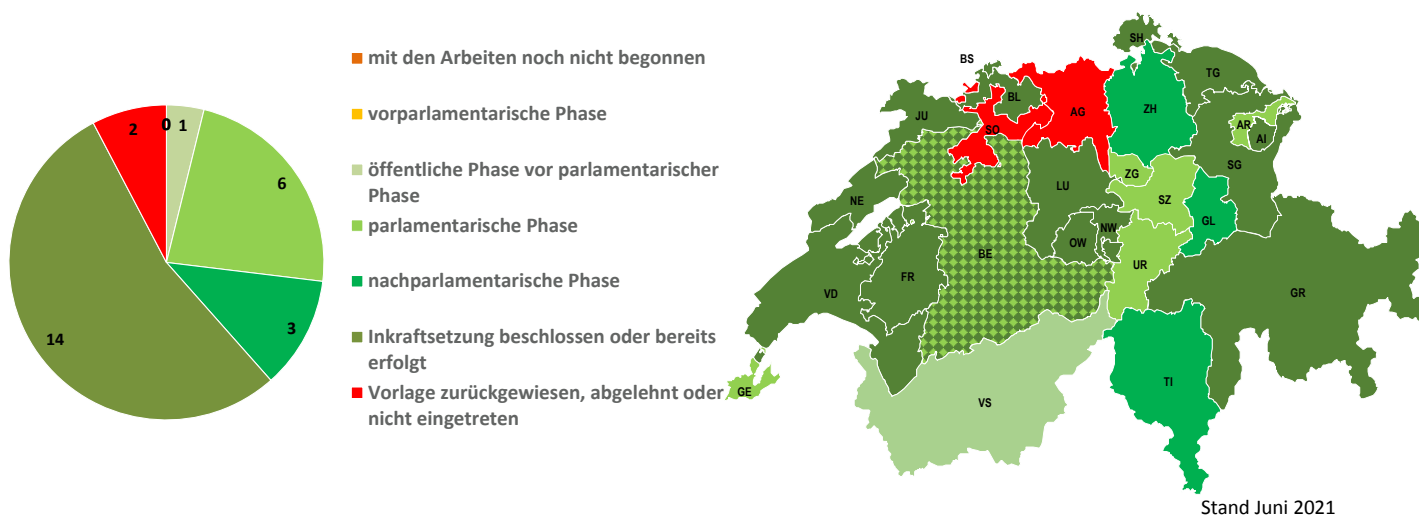 0
1
2
6
3
14
mit den Arbeiten noch nicht begonnen
vorparlamentarische Phase
öffentliche Phase vor parlamentarischer
Phase
parlamentarische Phase
nachparlamentarische Phase
Inkraftsetzung beschlossen oder bereits
erfolgt
Vorlage zurückgewiesen, abgelehnt oder
nicht eingetreten
SH
BS
TG
BL
AG
ZH
JU
SO
AR
AI
ZG
SG
LU
NE
SZ
GL
NW
OW
BE
UR
FR
VD
GR
GE
TI
VS
Stand Juni 2021